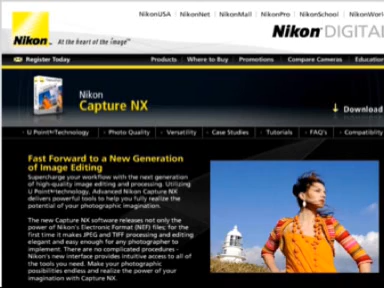 NikonUSA | NikonNet | NikonMall | NikonPro | NikonSchool | NikonWor
Nikon At the heart of the image™
Nikon DIGITAL
Register Today Products | Where to Buy | Promotions | Compare Cameras | Education
Nikon
Capture NX
Download
U Point®Technology · Photo Quality · Versatility · Case Studies · Tutorials · FAQ's · Compatibility
Fast Forward to a New Generation
of Image Editing
Supercharge your workflow with the next generation
of high-quality image editing and processing. Utilizing
U Point®technology, Advanced Nikon Capture NX
delivers powerful tools to help you fully realize the
potential of your photographic imagination.
The new Capture NX software releases not only the
power of Nikon's Electronic Format (NEF) files; for the
first time it makes JPEG and TIFF processing and editing
elegant and easy enough for any photographer to
implement. There are no complicated procedures -
Nikon's new interface provides intuitive access to all of
the tools you need. Make your photographic
possibilities endless and realize the power of your
imagination with Capture NX.